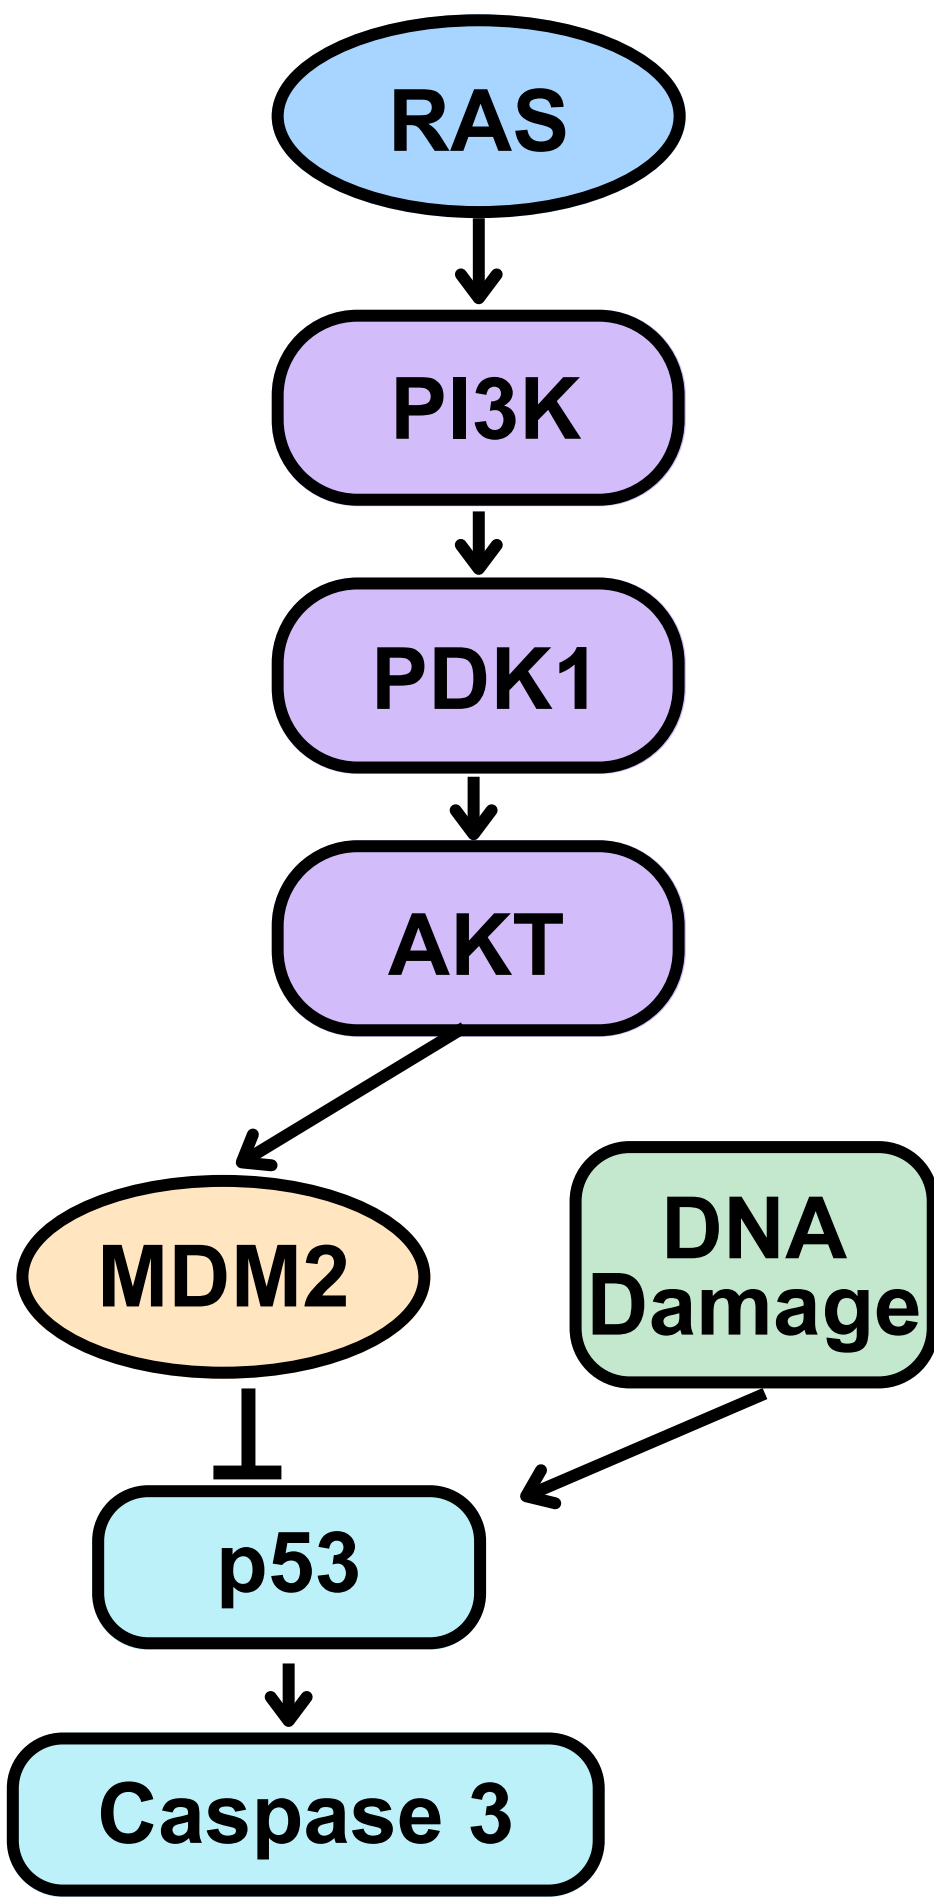 RAS
PI3K
PDK1
AKT
MDM2
DNA
Damage
p53
Caspase 3